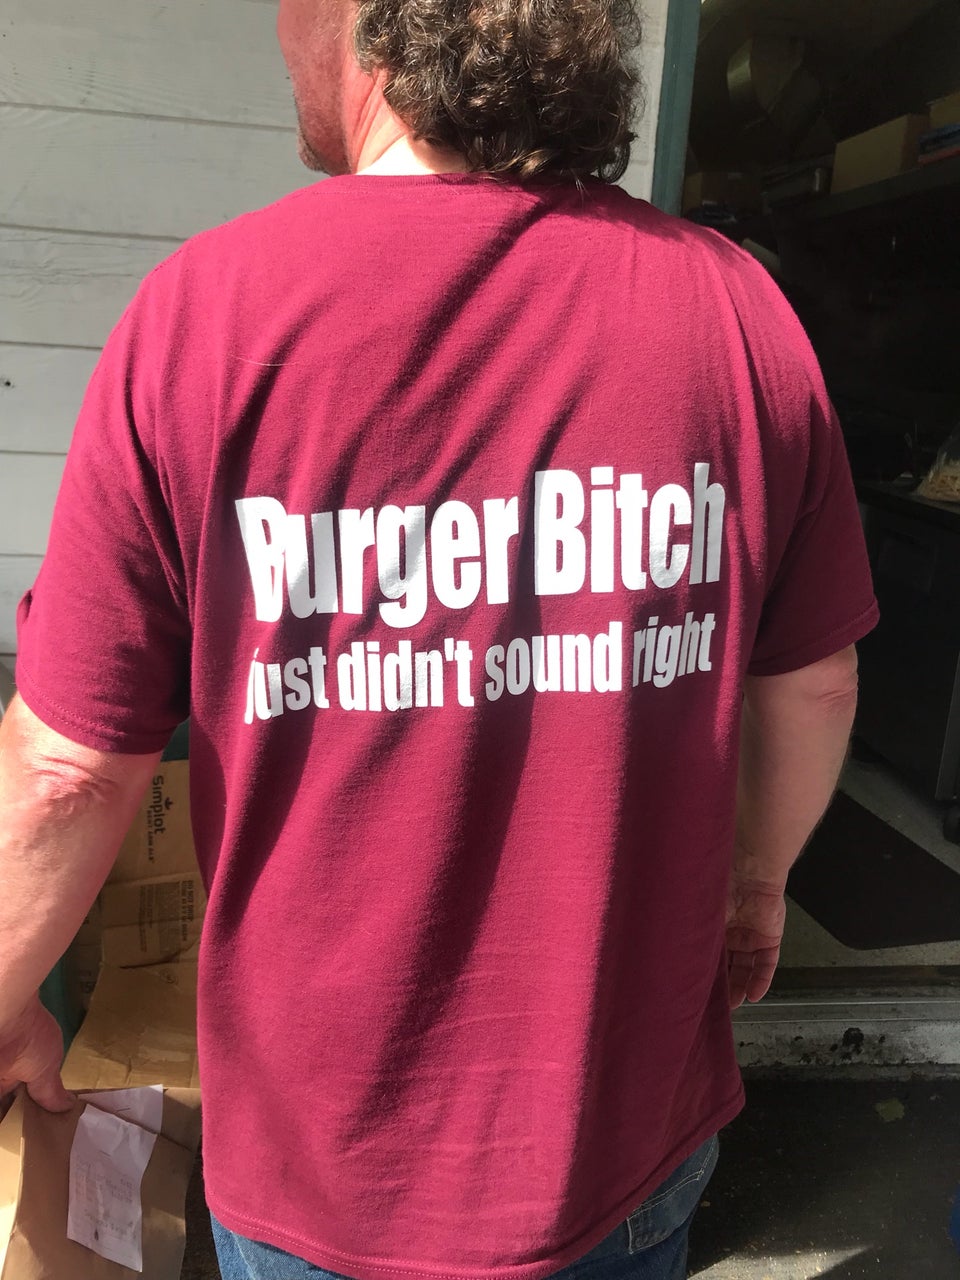 Burger Bitch
just didn't sound right
Simplot